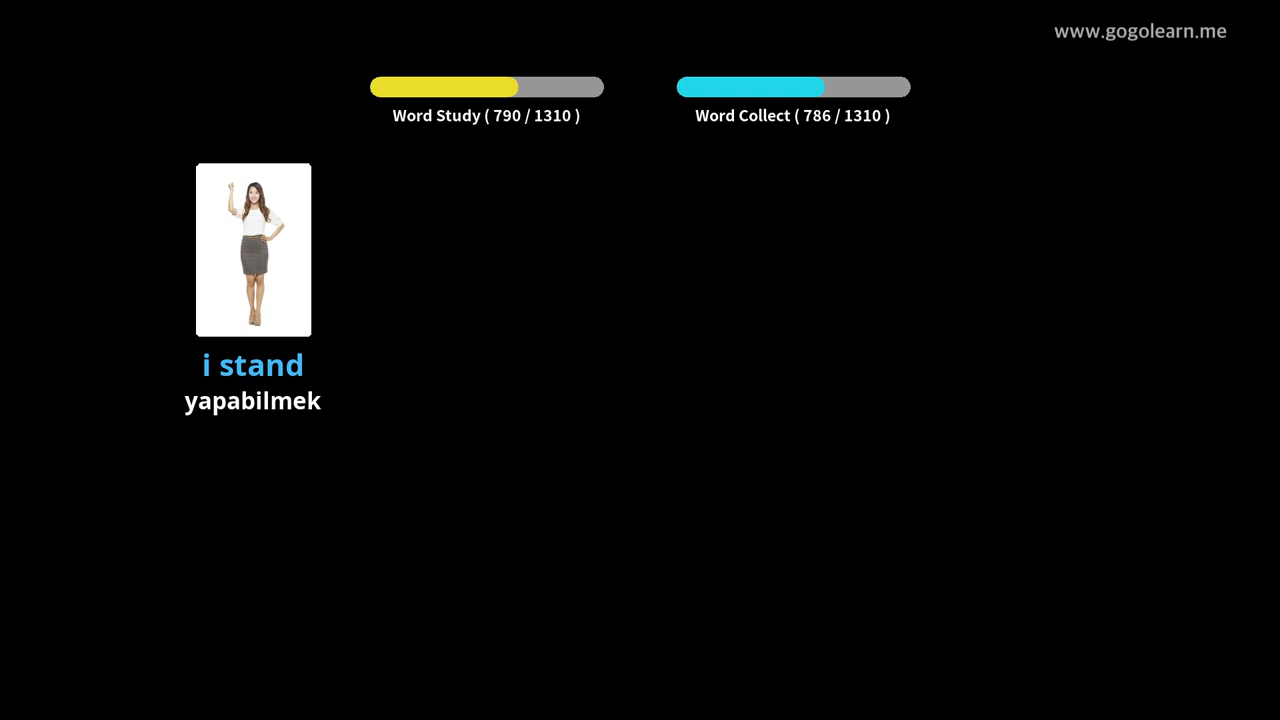 www.gogolearn.me
Word Study ( 790 / 1310 )
Word Collect ( 786 / 1310 )
i stand
yapabilmek